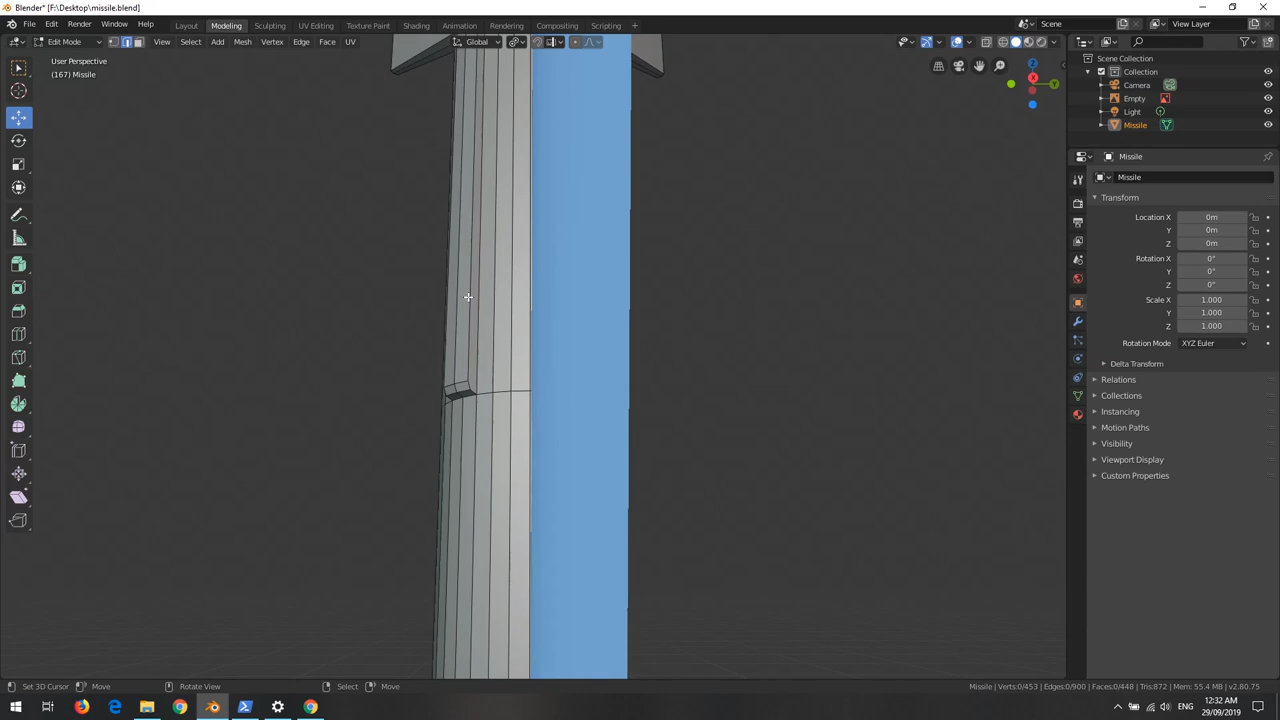 Blender* [F:\Desktop\missile.blend]
File Edit Render Window Help Layout Modeling Sculpting UV Editing Texture Paint Shading Animation Rendering Compositing Scripting + Scene View Layer
Edit Mode View Select Add Mesh Vertex Edge Face UV Global
User Perspective
(167) Missile
Z
X
Y
Scene Collection
Collection
Camera
Empty
Light
Missile
Missile
Missile
Transform
Location X 0m
Y 0m
Z 0m
Rotation X 0°
Y 0°
Z 0°
Scale X 1.000
Y 1.000
Z 1.000
Rotation Mode XYZ Euler
Delta Transform
Relations
Collections
Instancing
Motion Paths
Visibility
Viewport Display
Custom Properties
Set 3D Cursor Move Rotate View Select Move Missile | Verts:0/453 | Edges:0/900 | Faces:0/448 | Tris:872 | Mem: 55.4 MB | v2.80.75
ENG 12:32 AM
29/09/2019